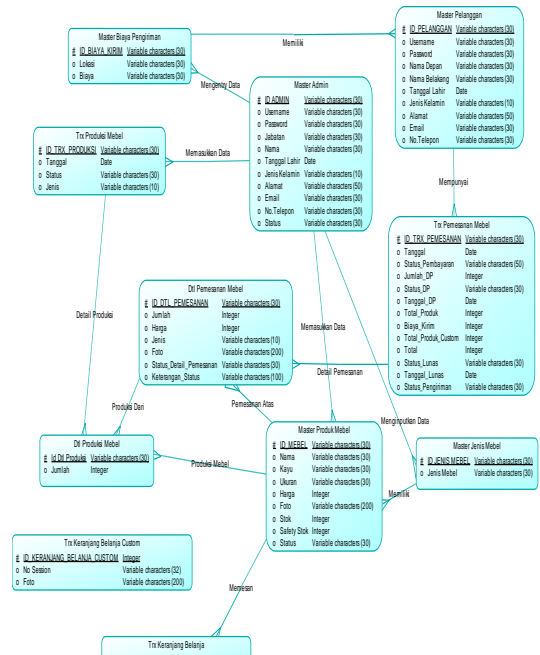 Master Biaya Pengiriman
# ID_BIAYA_KIRIM Variable characters (30)
o Lokasi Variable characters (30)
o Biaya Variable characters (30)
Memiliki
Master Pelanggan
# ID_PELANGGAN Variable characters (30)
o Username Variable characters (30)
o Password Variable characters (30)
o Nama Depan Variable characters (30)
o Nama Belakang Variable characters (30)
o Tanggal Lahir Date
o Jenis Kelamin Variable characters (10)
o Alamat Variable characters (50)
o Email Variable characters (30)
o No.Telepon Variable characters (30)
Mengentry Data
Master Admin
# ID ADMIN Variable characters (30)
o Username Variable characters (30)
o Password Variable characters (30)
o Jabatan Variable characters (30)
o Nama Variable characters (30)
o Tanggal Lahir Date
o Jenis Kelamin Variable characters (10)
o Alamat Variable characters (50)
o Email Variable characters (30)
o No.Telepon Variable characters (30)
o Status Variable characters (30)
Trx Produksi Mebel
# ID_TRX_PRODUKSI Variable characters (30)
o Tanggal Date
o Status Variable characters (30)
o Jenis Variable characters (10)
Memasukkan Data
Mempunyai
Trx Pemesanan Mebel
# ID_TRX_PEMESANAN Variable characters (30)
o Tanggal Date
o Status_Pembayaran Variable characters (50)
o Jumlah_DP Integer
o Status_DP Variable characters (30)
o Tanggal_DP Date
o Total_Produk Integer
o Biaya_Kirim Integer
o Total_Produk_Custom Integer
o Total Integer
o Status_Lunas Variable characters (30)
o Tanggal_Lunas Date
o Status_Pengiriman Variable characters (30)
Dtl Pemesanan Mebel
# ID_DTL_PEMESANAN Variable characters (30)
o Jumlah Integer
o Harga Integer
o Jenis Variable characters (10)
o Foto Variable characters (200)
o Status_Detail_Pemesanan Variable characters (30)
o Keterangan_Status Variable characters (100)
Detail Produksi
Memasukkan Data
Detail Pemesanan
Produksi Dari
Pemesanan Atas
Menginputkan Data
Dtl Produksi Mebel
# Id Dtl Produksi Variable characters (30)
o Jumlah Integer
Produksi Mebel
Master Produk Mebel
# ID_MEBEL Variable characters (30)
o Nama Variable characters (30)
o Kayu Variable characters (30)
o Ukuran Variable characters (30)
o Harga Integer
o Foto Variable characters (200)
o Stok Integer
o Safety Stok Integer
o Status Variable characters (30)
Master Jenis Mebel
# ID JENIS MEBEL Variable characters (30)
o Jenis Mebel Variable characters (30)
Memiliki
Trx Keranjang Belanja Custom
# ID_KERANJANG_BELANJA_CUSTOM Integer
o No Session Variable characters (32)
o Foto Variable characters (200)
Memesan
Trx Keranjang Belanja